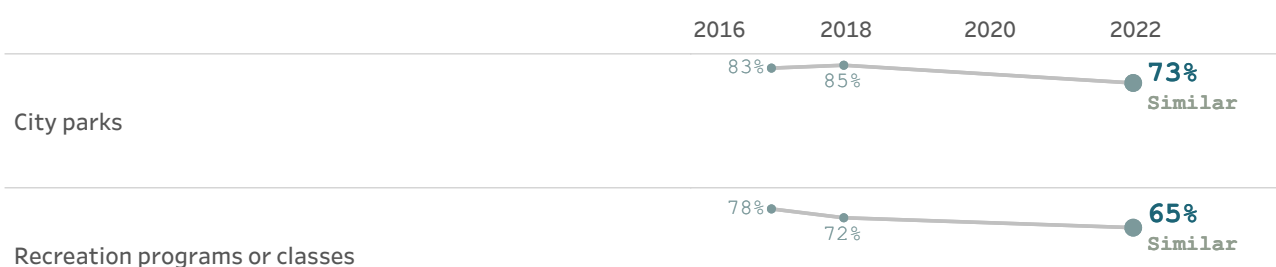 2016 2018 2020 2022
83% 85% 73%
Similar
City parks
78% 72% 65%
Similar
Recreation programs or classes